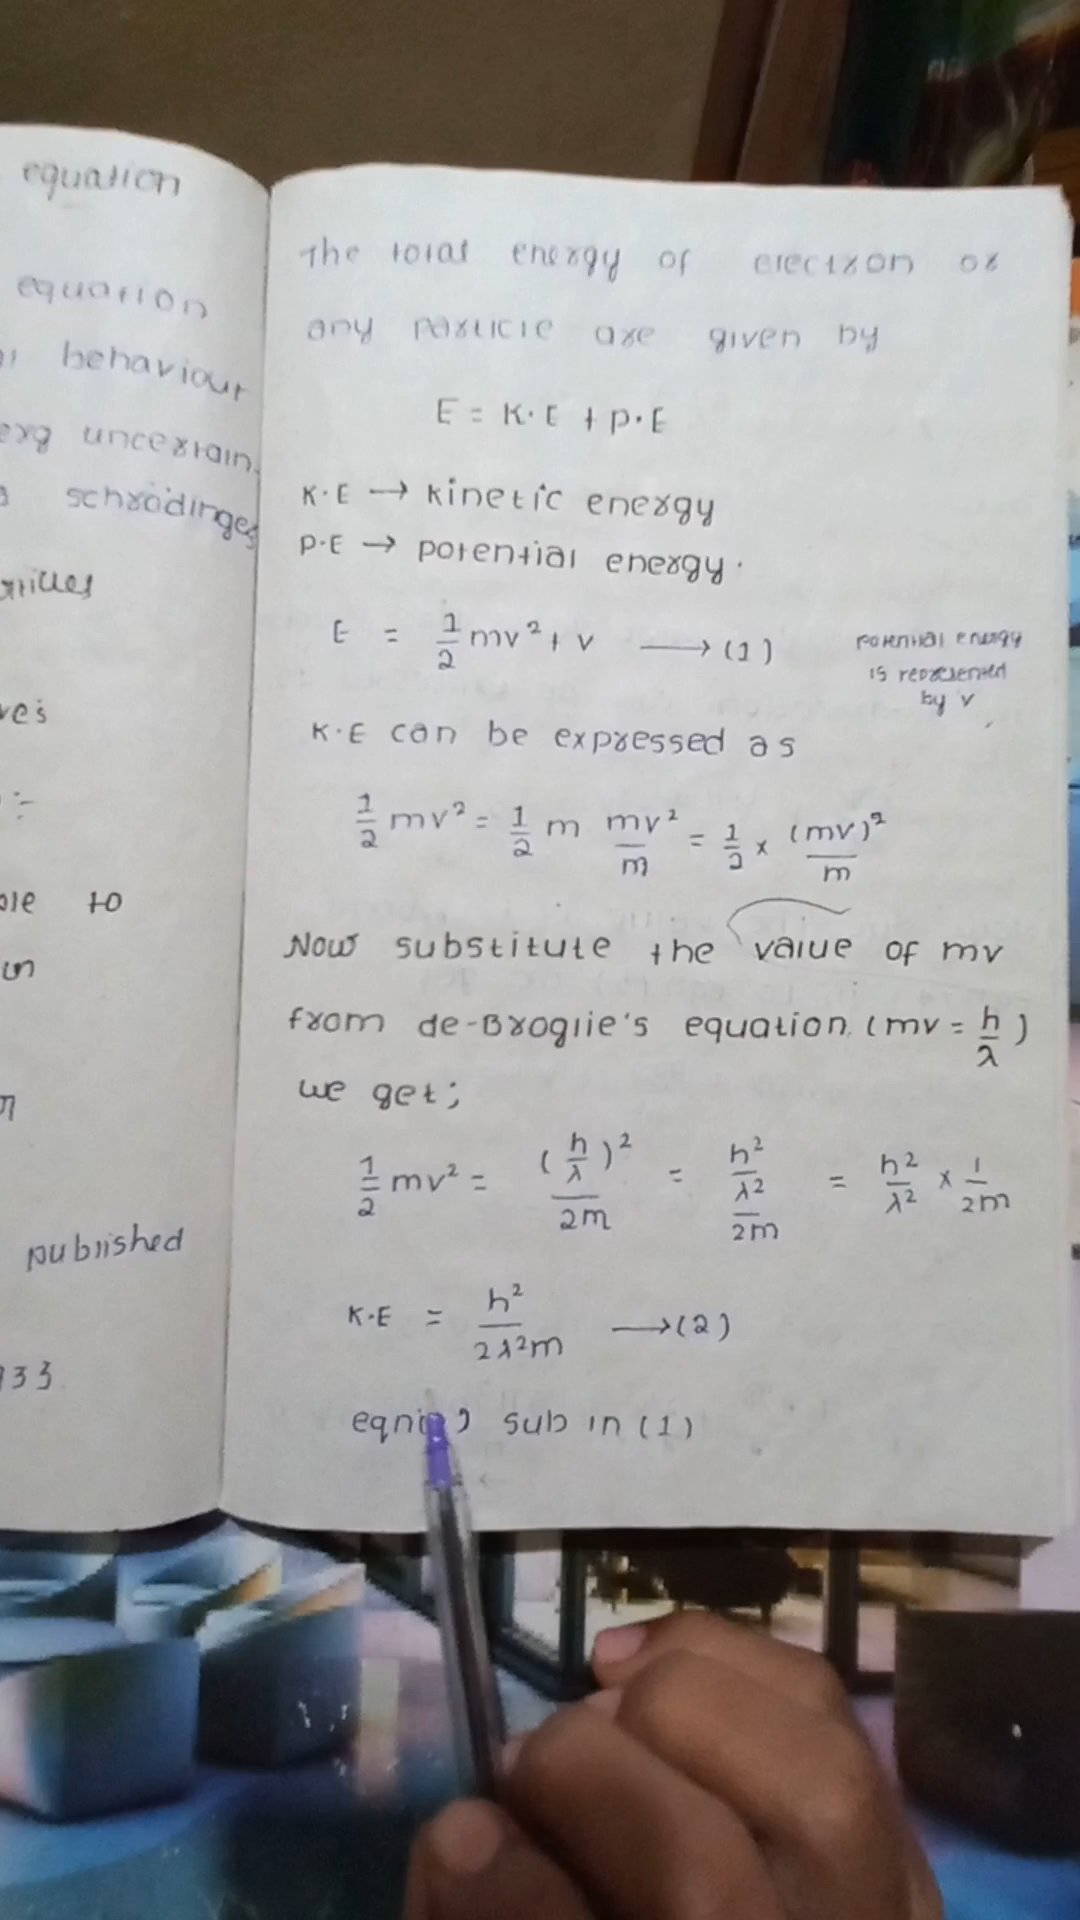 equation
equation
behaviour
erg uncertain
schrodinger
ves
:-
ple to
published
933
The total energy of electron or
any particle are given by
E = K.E + P.E
K.E → kinetic energy
P.E → potential energy.
E = 1/2 mv² + v ⟶ (1)
potential energy
is represented
by v
K.E can be expressed as
1/2 mv² = 1/2 m mv²/m = 1/2 × (mv)²/m
Now substitute the value of mv
from de-Broglie's equation (mv = h/λ)
we get;
1/2 mv² = (h/λ)²/2m = h²/λ²/2m = h²/λ² × 1/2m
K.E = h²/2λ²m ⟶ (2)
eqn sub in (1)